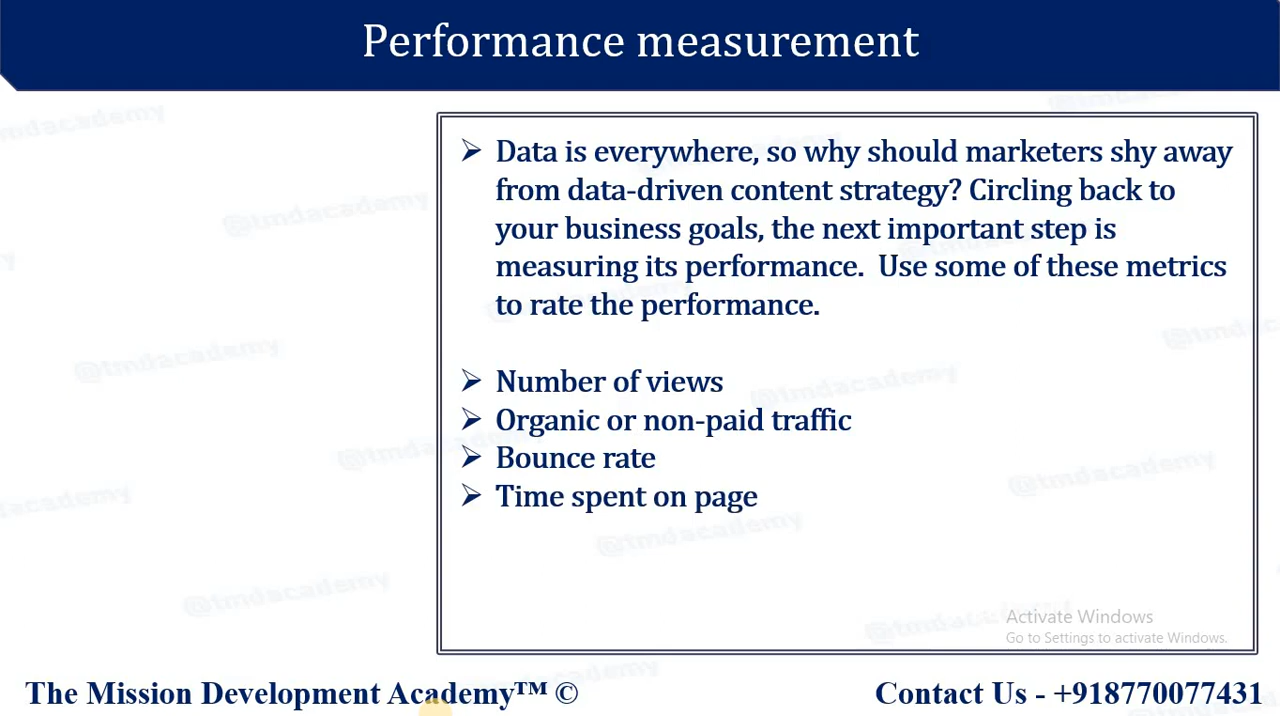 Performance measurement
➢ Data is everywhere, so why should marketers shy away
from data-driven content strategy? Circling back to
your business goals, the next important step is
measuring its performance.  Use some of these metrics
to rate the performance.
➢ Number of views
➢ Organic or non-paid traffic
➢ Bounce rate
➢ Time spent on page
@tmdacademy
Activate Windows
Go to Settings to activate Windows.
The Mission Development Academy™ ©
Contact Us - +918770077431